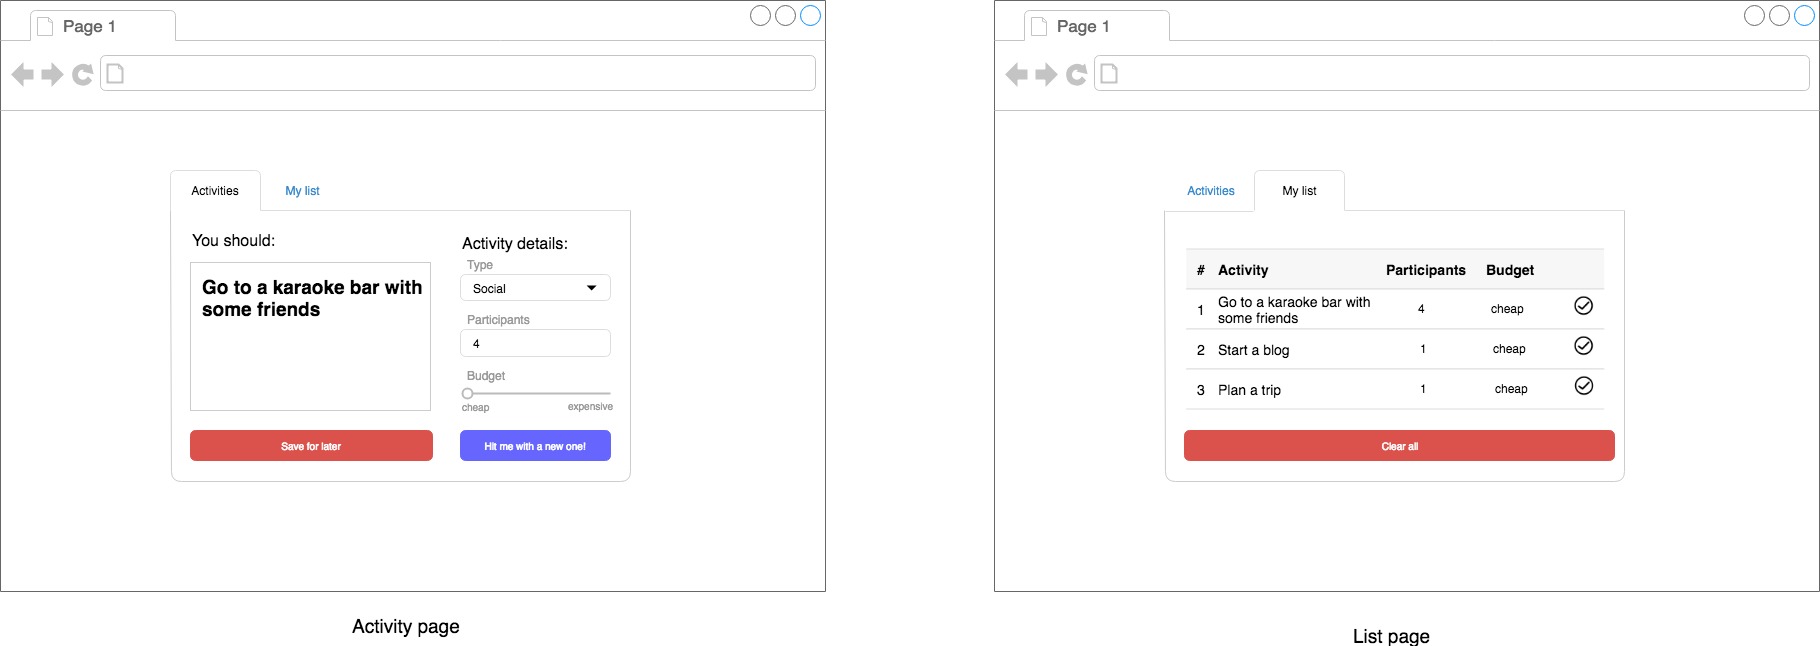 Page 1
Activities
My list
You should:
Go to a karaoke bar with
some friends
Save for later
Activity details:
Type
Social
Participants
4
Budget
cheap
expensive
Hit me with a new one!
Activity page
Page 1
Activities
My list
# Activity Participants Budget
1 Go to a karaoke bar with some friends 4 cheap
2 Start a blog 1 cheap
3 Plan a trip 1 cheap
Clear all
List page